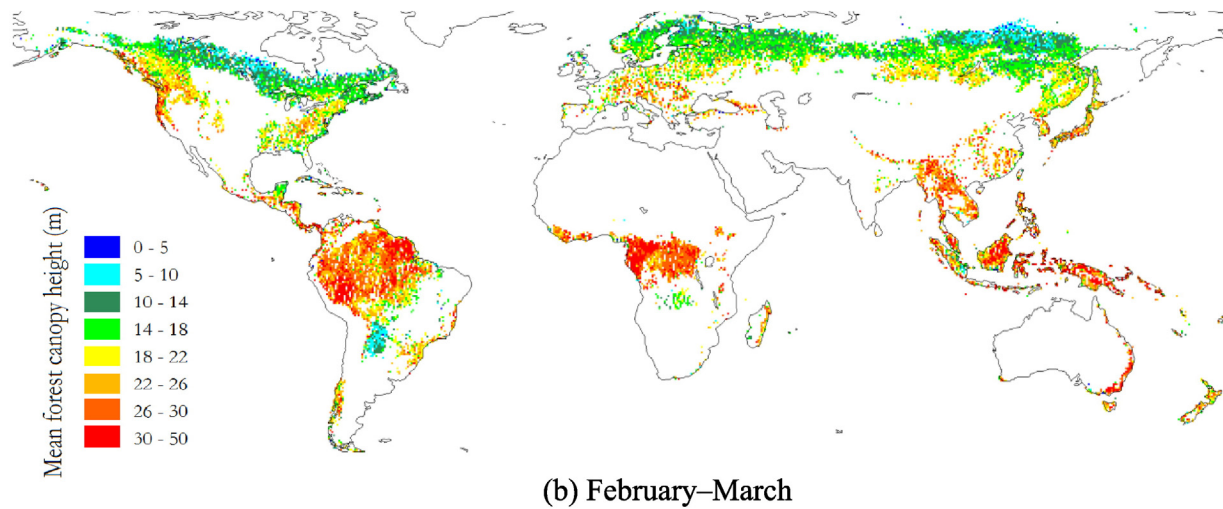 Mean forest canopy height (m)
0 - 5
5 - 10
10 - 14
14 - 18
18 - 22
22 - 26
26 - 30
30 - 50
(b) February–March